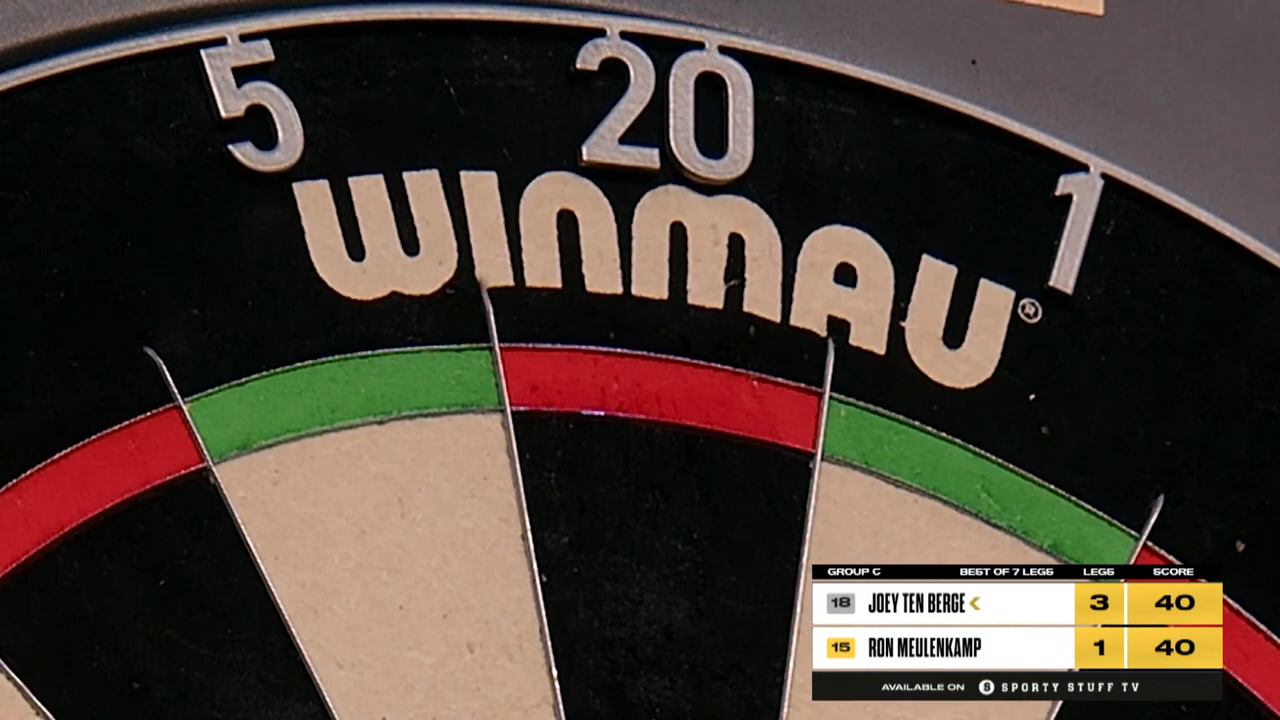 5 20 1
WINMAU®
GROUP C BEST OF 7 LEGS LEGS SCORE
18 JOEY TEN BERGE 3 40
15 RON MEULENKAMP 1 40
AVAILABLE ON S SPORTY STUFF TV